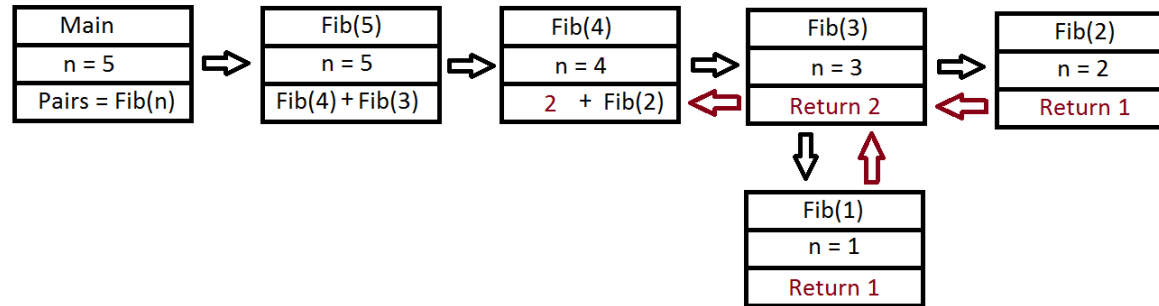 Main
n = 5
Pairs = Fib(n)
Fib(5)
n = 5
Fib(4) + Fib(3)
Fib(4)
n = 4
2 + Fib(2)
Fib(3)
n = 3
Return 2
Fib(2)
n = 2
Return 1
Fib(1)
n = 1
Return 1